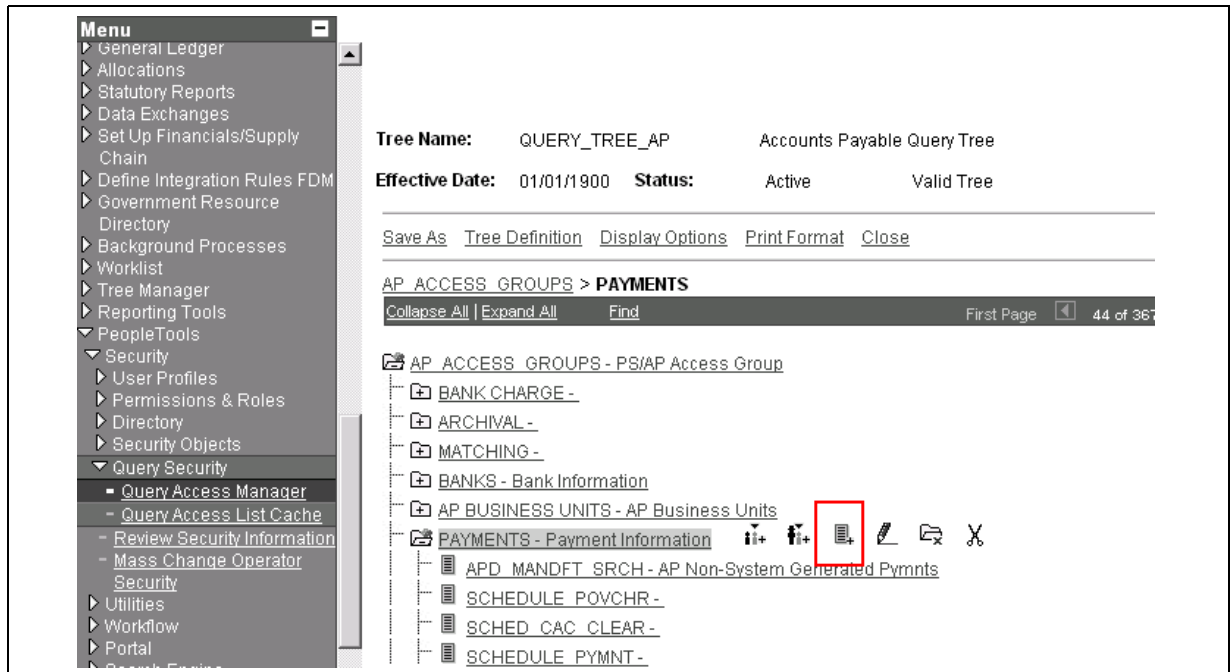 Menu
General Ledger
Allocations
Statutory Reports
Data Exchanges
Set Up Financials/Supply
Chain
Define Integration Rules FDM
Government Resource
Directory
Background Processes
Worklist
Tree Manager
Reporting Tools
PeopleTools
Security
User Profiles
Permissions & Roles
Directory
Security Objects
Query Security
Query Access Manager
Query Access List Cache
Review Security Information
Mass Change Operator
Security
Utilities
Workflow
Portal
Search Engine
Tree Name: QUERY_TREE_AP Accounts Payable Query Tree
Effective Date: 01/01/1900 Status: Active Valid Tree
Save As Tree Definition Display Options Print Format Close
AP_ACCESS_GROUPS > PAYMENTS
Collapse All | Expand All Find First Page 44 of 367
AP_ACCESS_GROUPS - PS/AP Access Group
BANK CHARGE -
ARCHIVAL -
MATCHING -
BANKS - Bank Information
AP BUSINESS UNITS - AP Business Units
PAYMENTS - Payment Information
APD_MANDFT_SRCH - AP Non-System Generated Pymnts
SCHEDULE_POVCHR -
SCHED_CAC_CLEAR -
SCHEDULE_PYMNT -